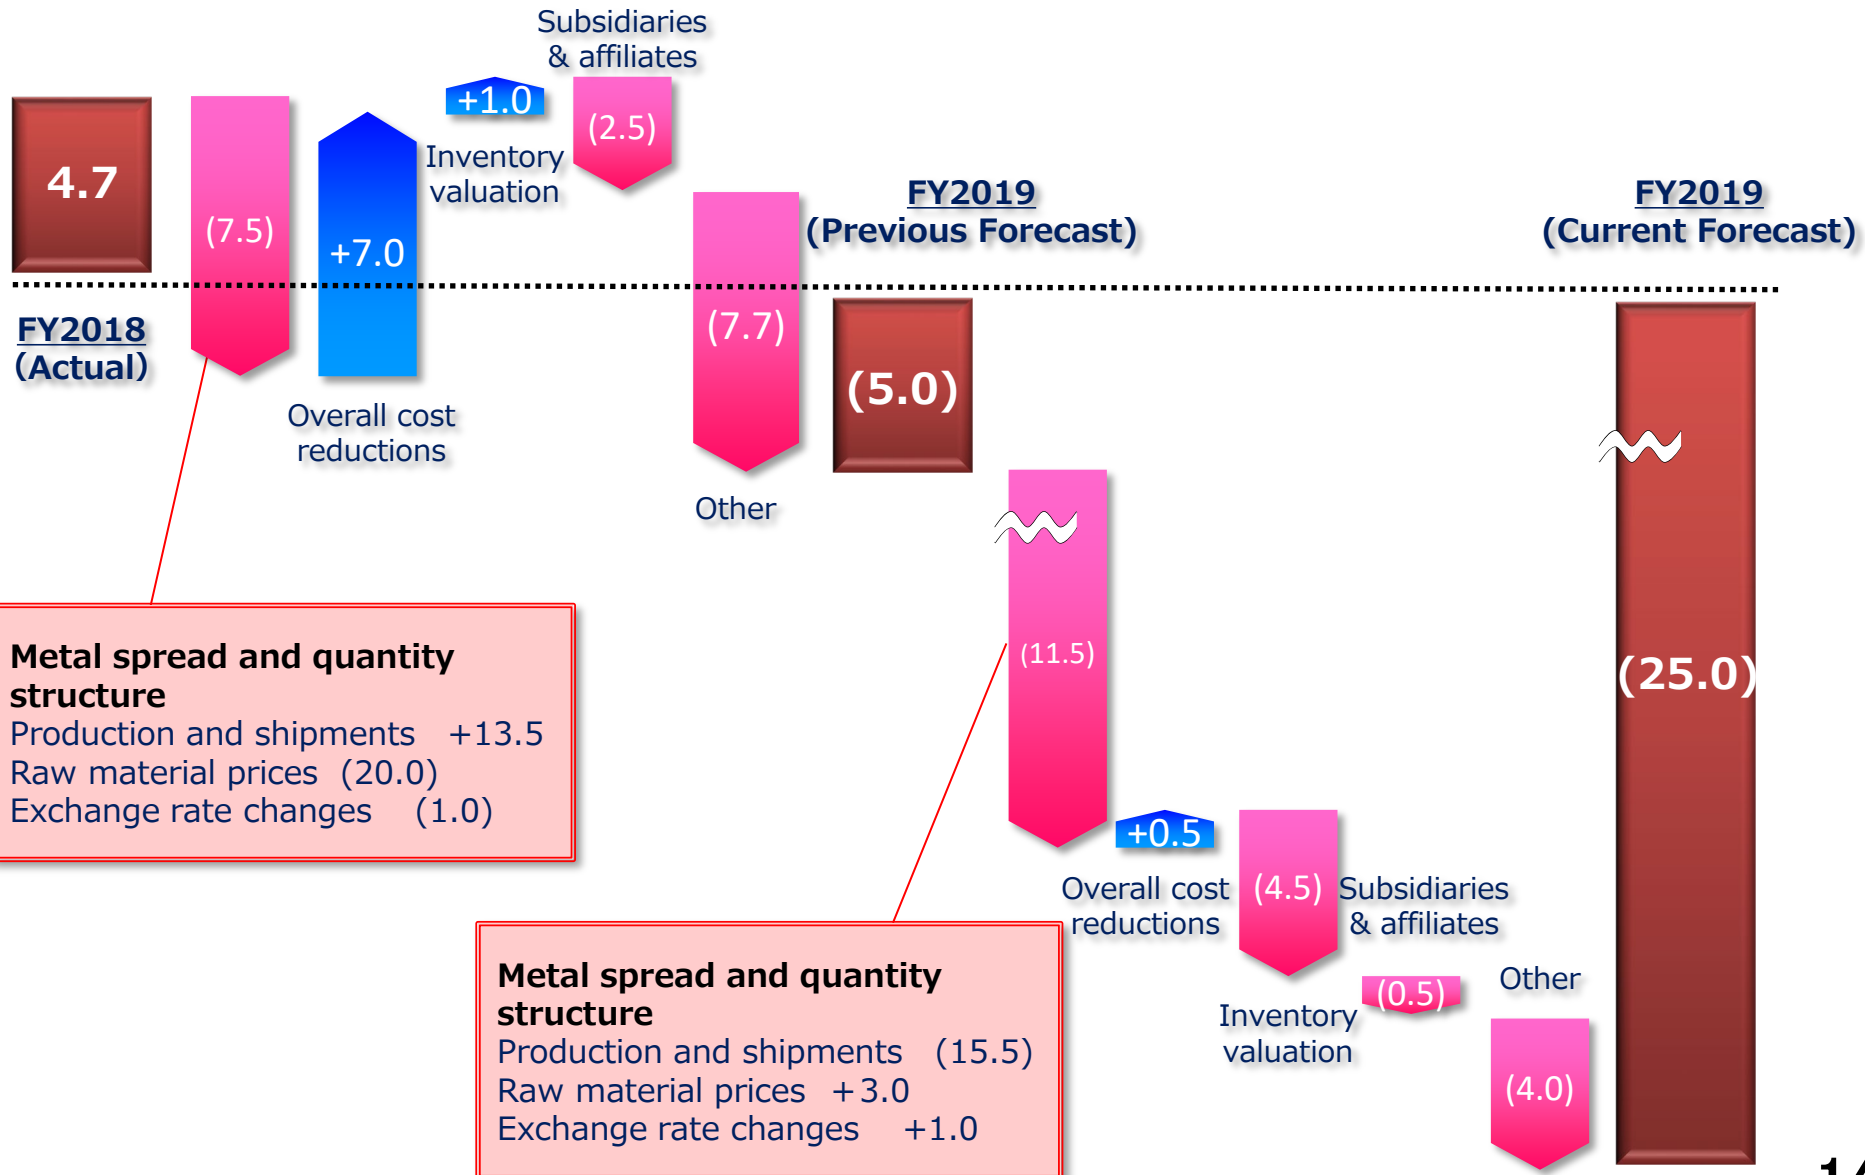 Subsidiaries
& affiliates
+1.0
(2.5)
Inventory
valuation
4.7
(7.5)
+7.0
FY2019
(Previous Forecast)
FY2019
(Current Forecast)
FY2018
(Actual)
(7.7)
(5.0)
Overall cost
reductions
Other
Metal spread and quantity
structure
Production and shipments +13.5
Raw material prices (20.0)
Exchange rate changes (1.0)
(11.5)
(25.0)
+0.5
Overall cost
reductions
(4.5)
Subsidiaries
& affiliates
Inventory
valuation
(0.5)
Other
(4.0)
Metal spread and quantity
structure
Production and shipments (15.5)
Raw material prices +3.0
Exchange rate changes +1.0